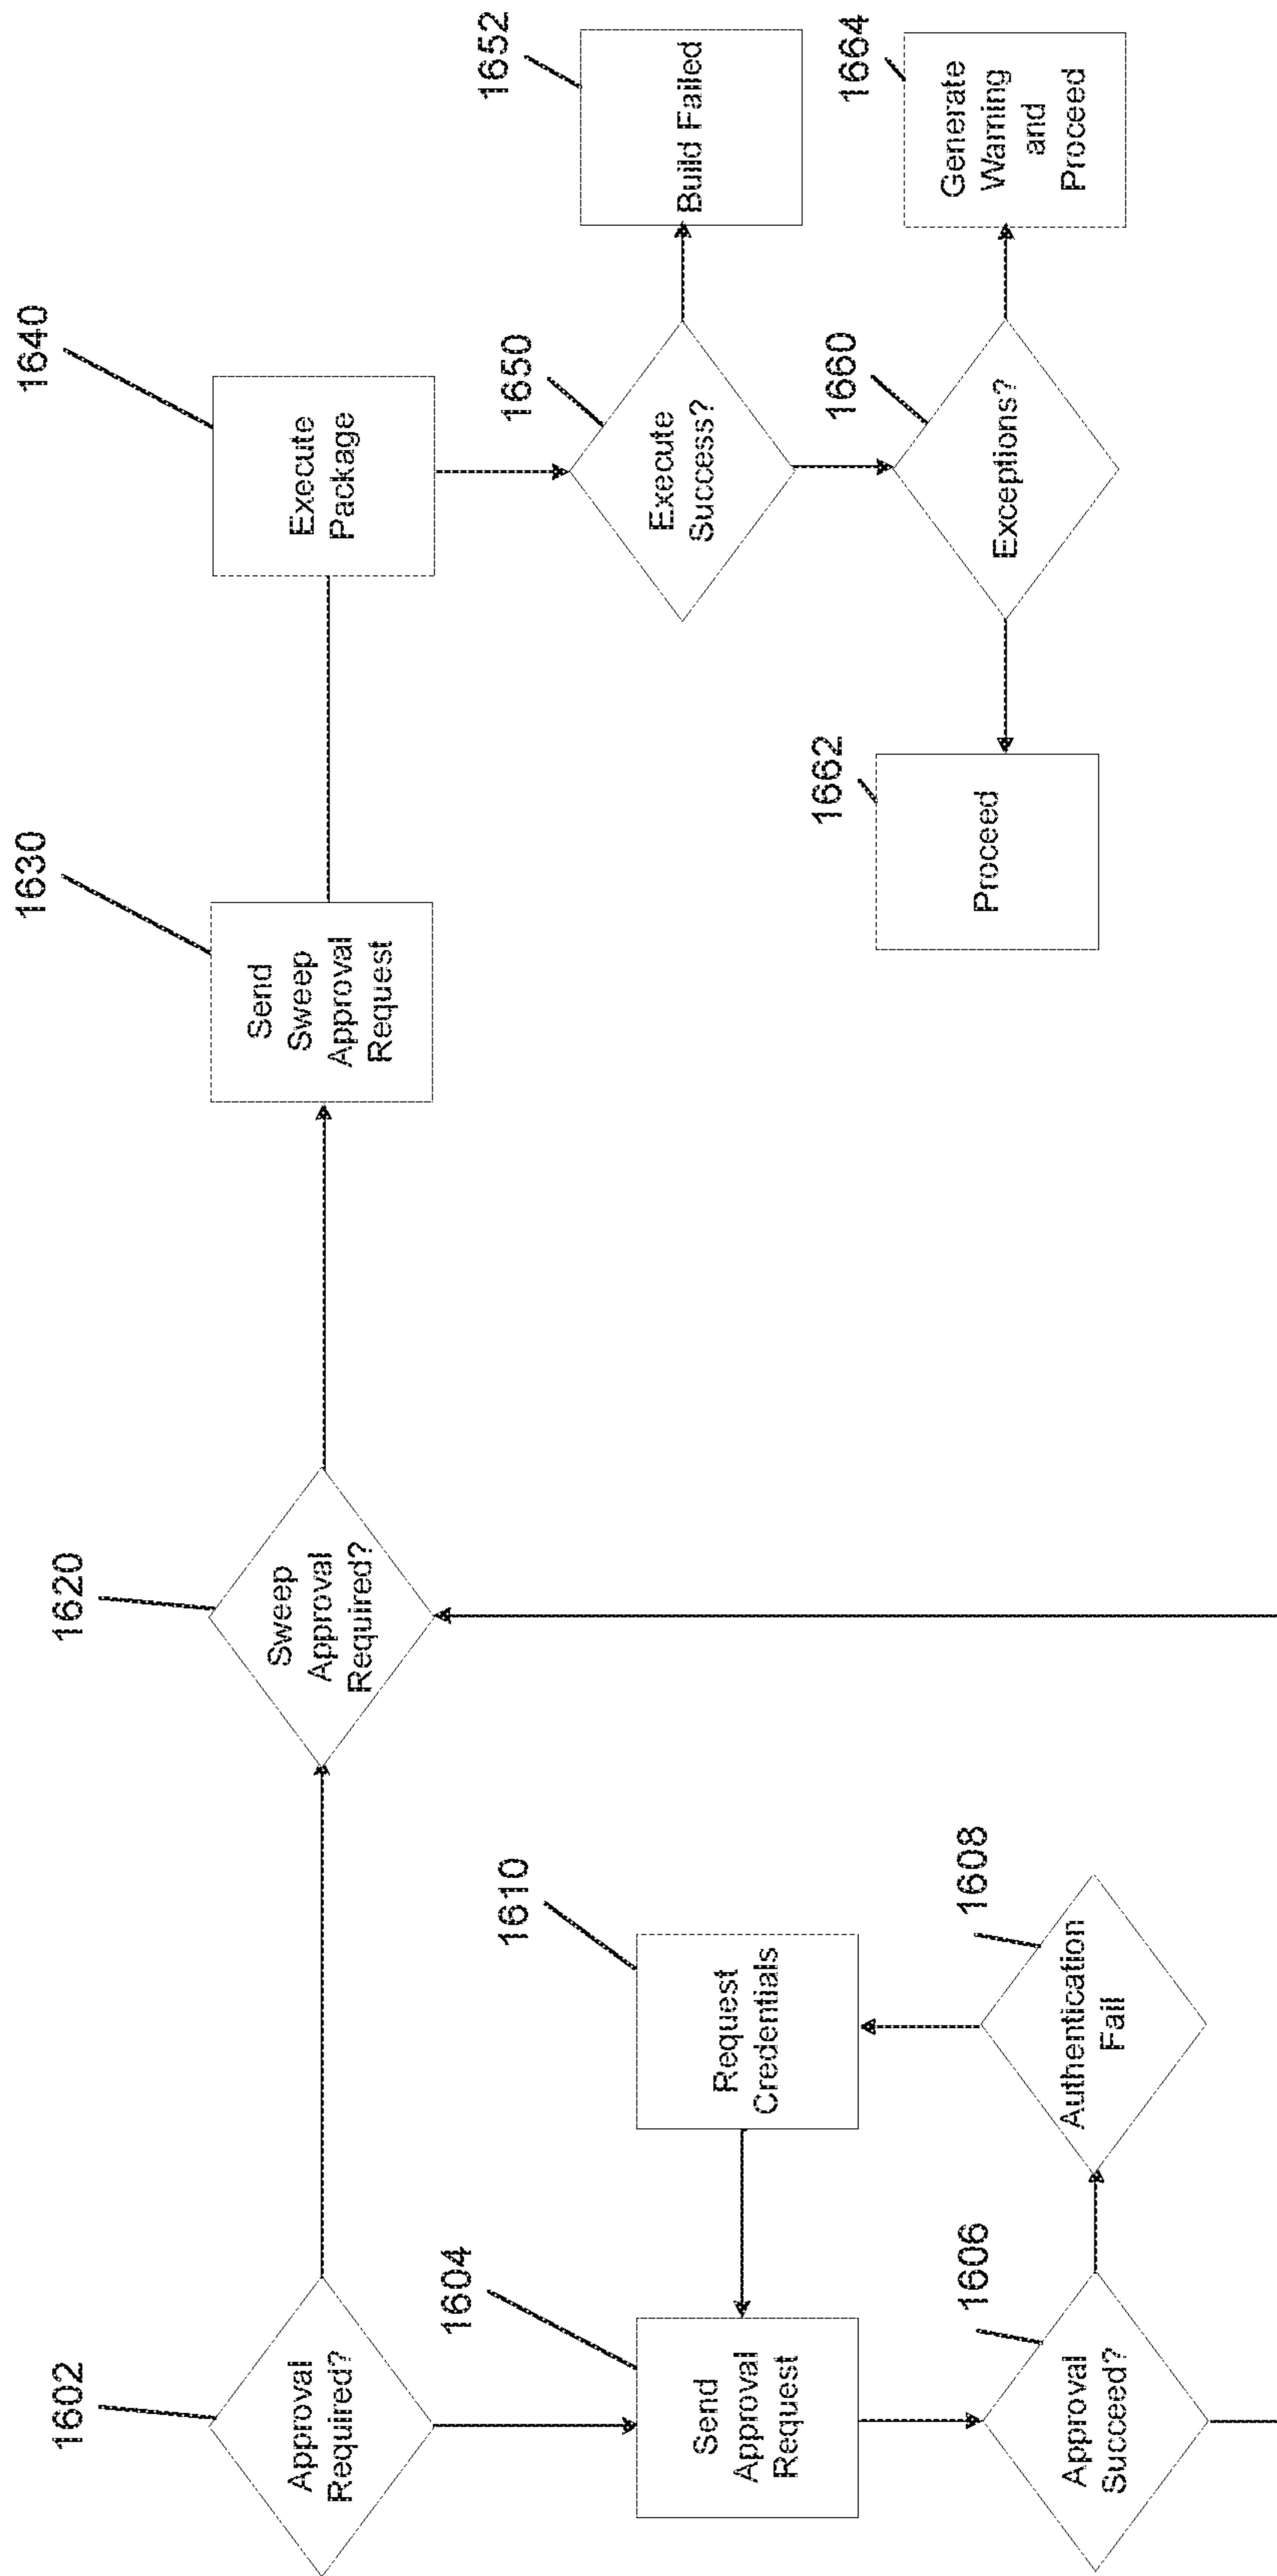 1602
Approval
Required?
1604
Send
Approval
Request
1606
Approval
Succeed?
1608
Authentication
Fail
1610
Request
Credentials
1620
Sweep
Approval
Required?
1630
Send
Sweep
Approval
Request
1640
Execute
Package
1650
Execute
Success?
1652
Build Failed
1660
Exceptions?
1662
Proceed
1664
Generate
Warning
and
Proceed